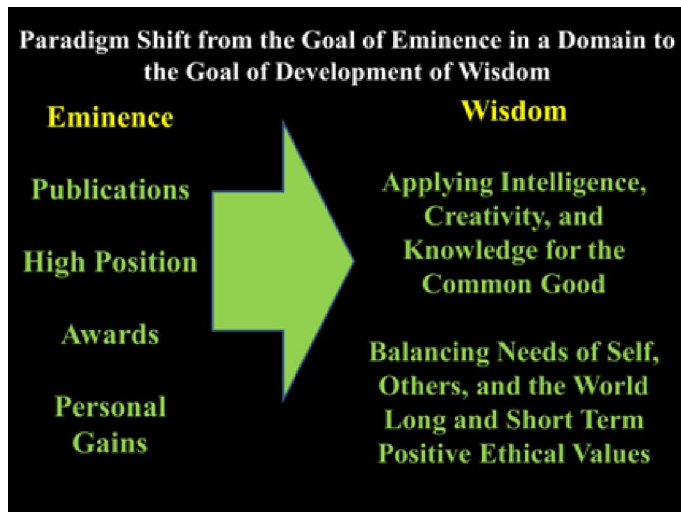 Paradigm Shift from the Goal of Eminence in a Domain to
the Goal of Development of Wisdom
Eminence
Publications
High Position
Awards
Personal
Gains
Wisdom
Applying Intelligence,
Creativity, and
Knowledge for the
Common Good
Balancing Needs of Self,
Others, and the World
Long and Short Term
Positive Ethical Values